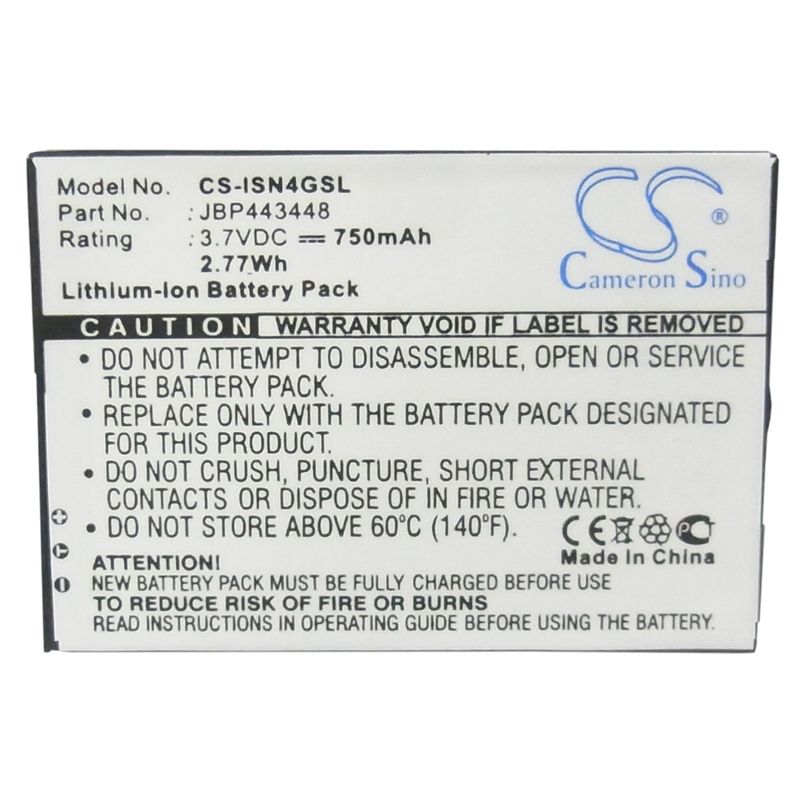 Model No. : CS-ISN4GSL
Part No. : JBP443448
Rating : 3.7VDC ⎓ 750mAh
2.77Wh
Lithium-Ion Battery Pack
CS ®
Cameron Sino
CAUTION WARRANTY VOID IF LABEL IS REMOVED
• DO NOT ATTEMPT TO DISASSEMBLE, OPEN OR SERVICE
THE BATTERY PACK.
• REPLACE ONLY WITH THE BATTERY PACK DESIGNATED
FOR THIS PRODUCT.
• DO NOT CRUSH, PUNCTURE, SHORT EXTERNAL
CONTACTS OR DISPOSE OF IN FIRE OR WATER.
• DO NOT STORE ABOVE 60°C (140°F).
CE
Made In China
ATTENTION!
NEW BATTERY PACK MUST BE FULLY CHARGED BEFORE USE
TO REDUCE RISK OF FIRE OR BURNS
READ INSTRUCTIONS IN OPERATING GUIDE BEFORE USING THE BATTERY.